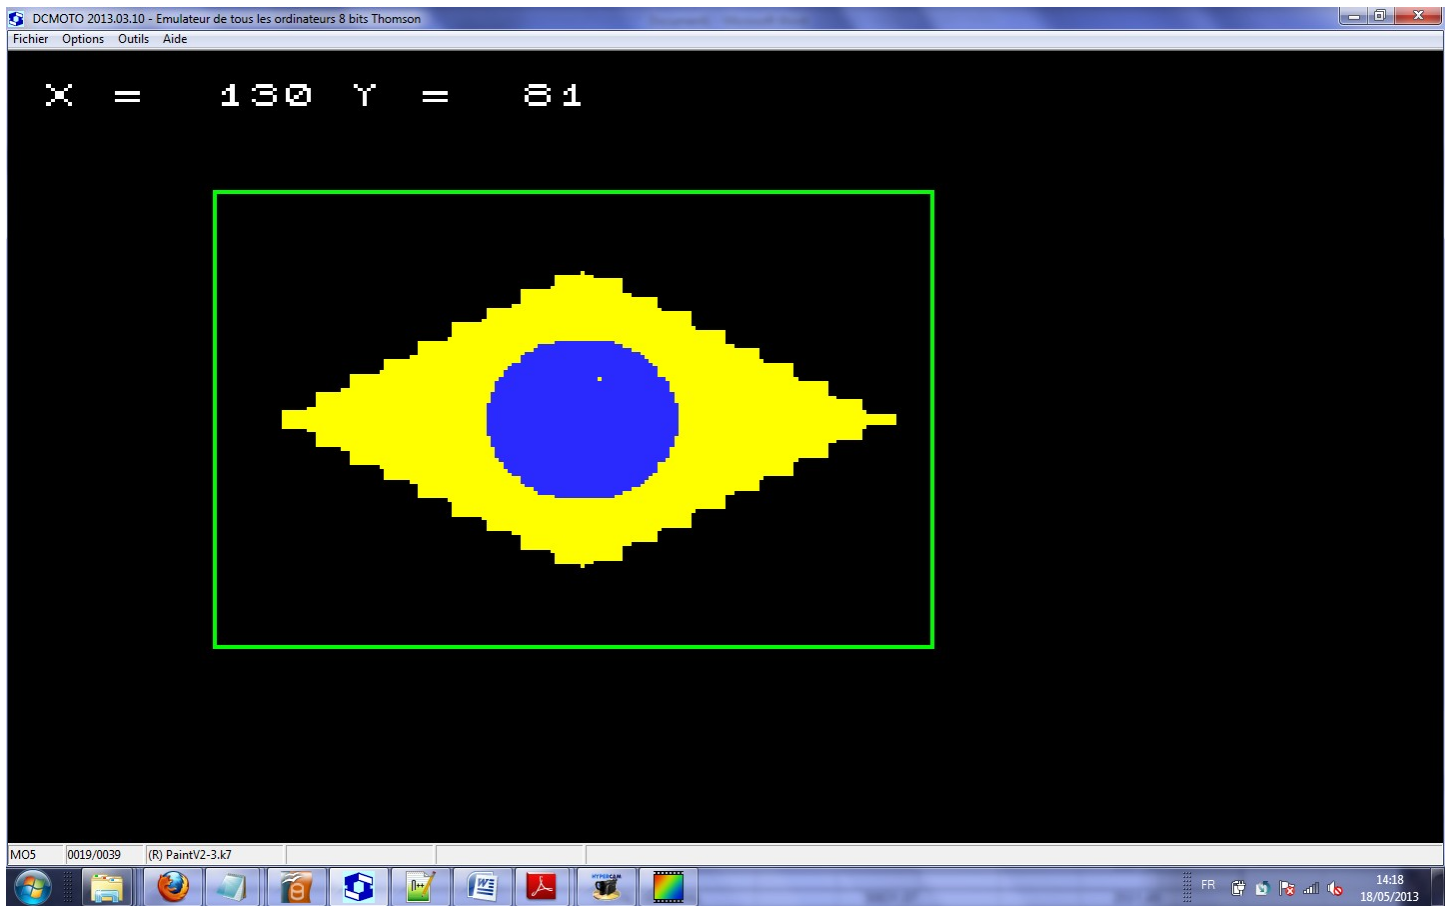 DCMOTO 2013.03.10 - Emulateur de tous les ordinateurs 8 bits Thomson
Fichier Options Outils Aide
X = 130 Y = 81
MO5 0019/0039 (R) PaintV2-3.k7
HYPERCAM
FR 14:18
18/05/2013